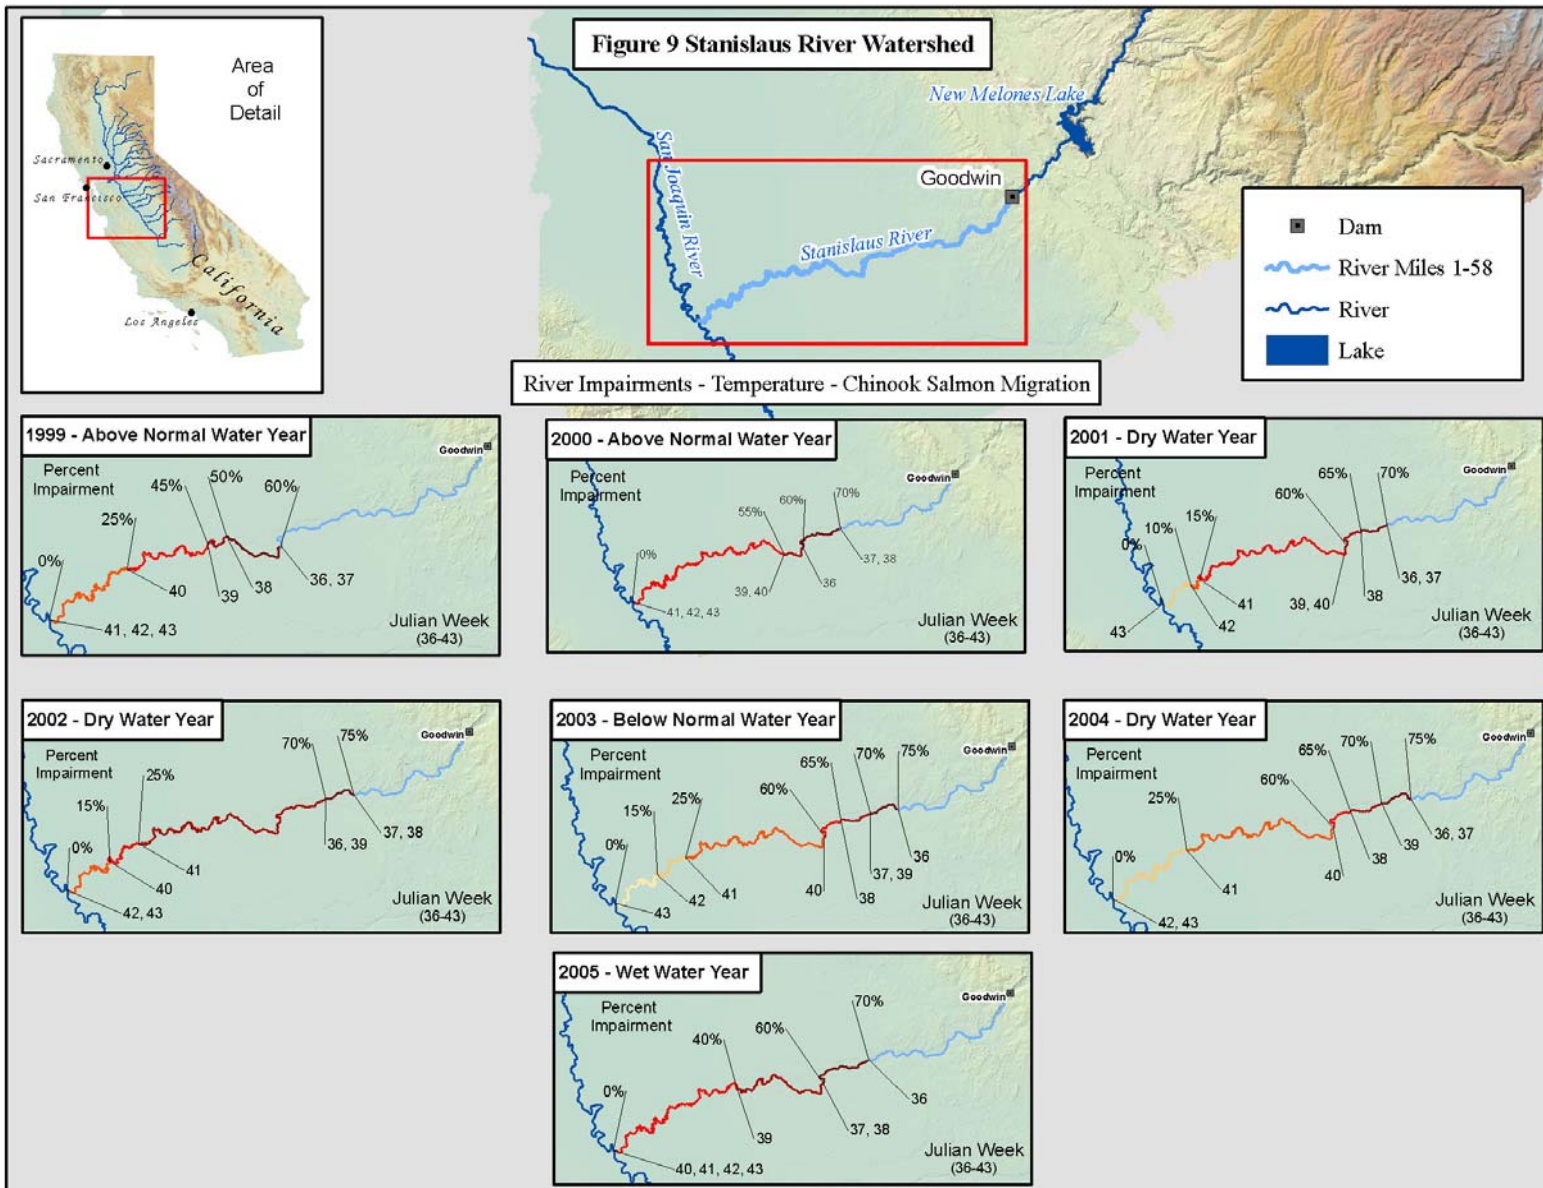 Figure 9 Stanislaus River Watershed
Area
of
Detail
Sacramento
San Francisco
Los Angeles
California
New Melones Lake
San Joaquin River
Goodwin
Stanislaus River
Dam
River Miles 1-58
River
Lake
River Impairments - Temperature - Chinook Salmon Migration
1999 - Above Normal Water Year
Goodwin
Percent
Impairment
0%
25%
45%
50%
60%
41, 42, 43
40
39
38
36, 37
Julian Week
(36-43)
2000 - Above Normal Water Year
Goodwin
Percent
Impairment
0%
55%
60%
70%
41, 42, 43
39, 40
36
37, 38
Julian Week
(36-43)
2001 - Dry Water Year
Goodwin
Percent
Impairment
0%
10%
15%
60%
65%
70%
43
42
41
39, 40
38
36, 37
Julian Week
(36-43)
2002 - Dry Water Year
Goodwin
Percent
Impairment
0%
15%
25%
70%
75%
42, 43
40
41
36, 39
37, 38
Julian Week
(36-43)
2003 - Below Normal Water Year
Goodwin
Percent
Impairment
0%
15%
25%
60%
65%
70%
75%
43
42
41
40
38
37, 39
36
Julian Week
(36-43)
2004 - Dry Water Year
Goodwin
Percent
Impairment
0%
25%
60%
65%
70%
75%
42, 43
41
40
38
39
36, 37
Julian Week
(36-43)
2005 - Wet Water Year
Goodwin
Percent
Impairment
0%
40%
60%
70%
40, 41, 42, 43
39
37, 38
36
Julian Week
(36-43)